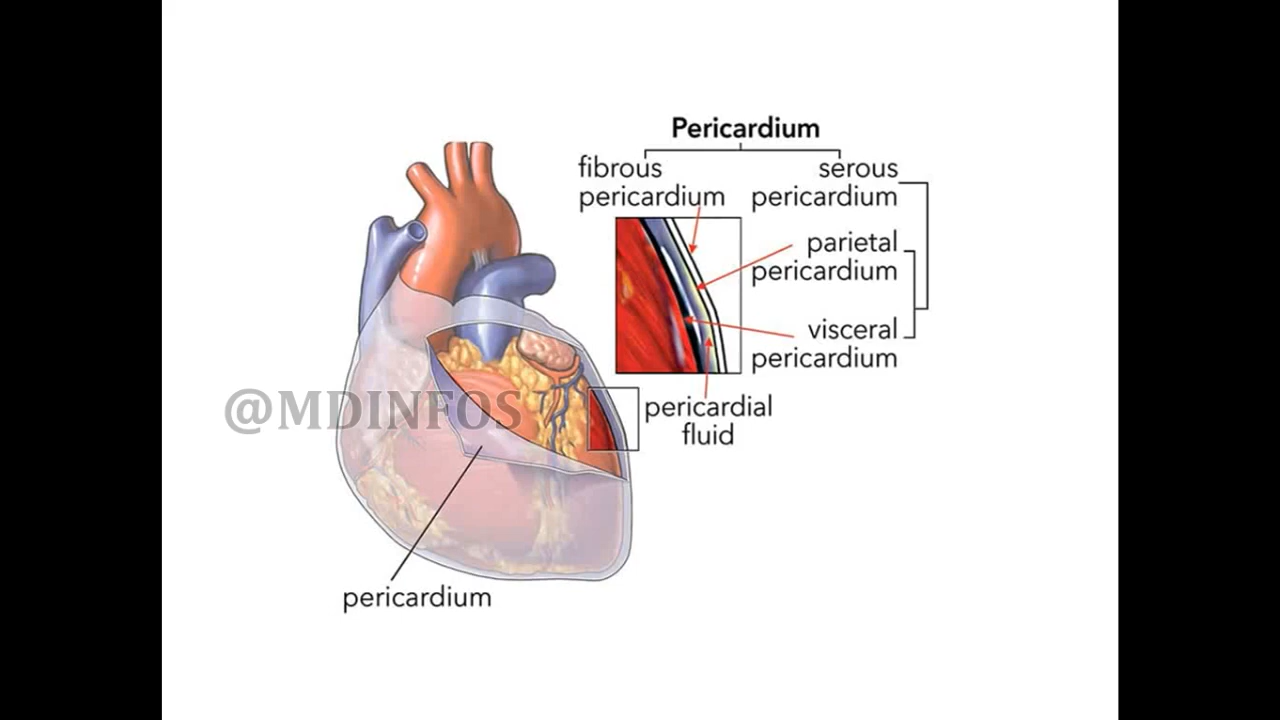 Pericardium
fibrous
pericardium
serous
pericardium
parietal
pericardium
visceral
pericardium
@MDINFOS
pericardial
fluid
pericardium